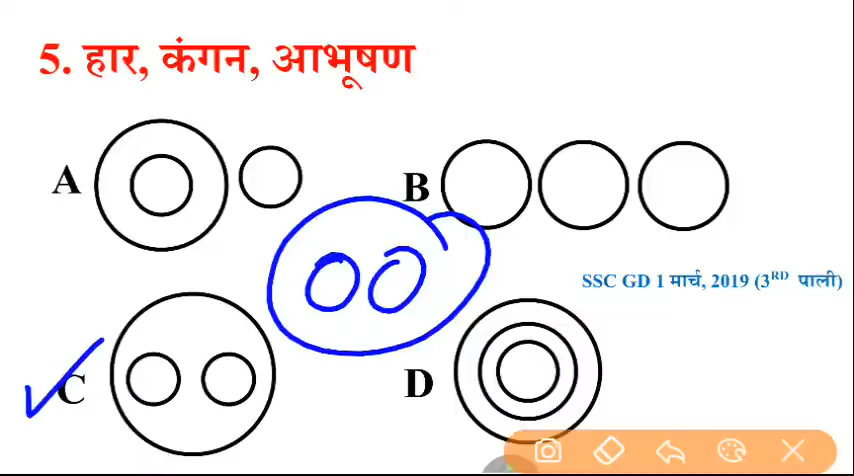 5. हार, कंगन, आभूषण
A
B
SSC GD 1 मार्च, 2019 (3RD पाली)
C
D